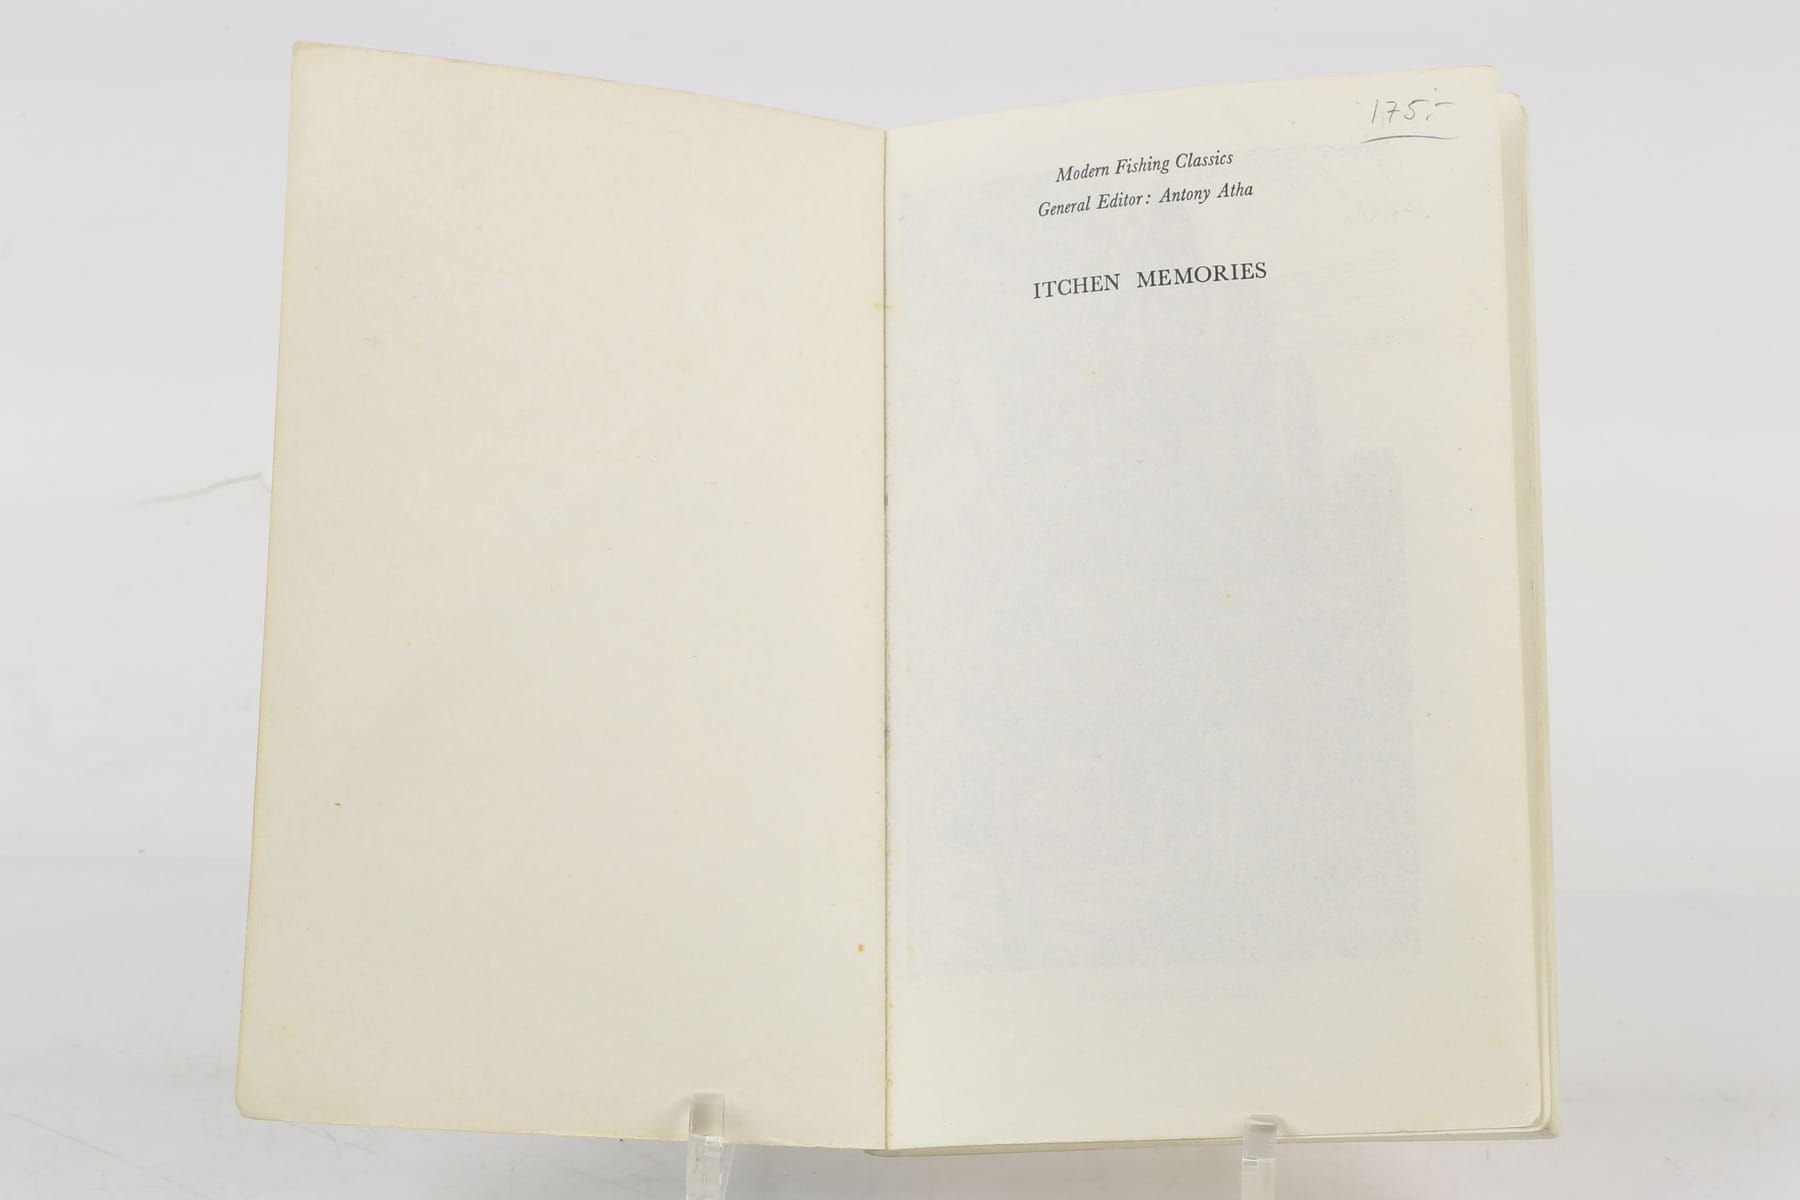 175:-
Modern Fishing Classics
General Editor: Antony Atha
ITCHEN MEMORIES